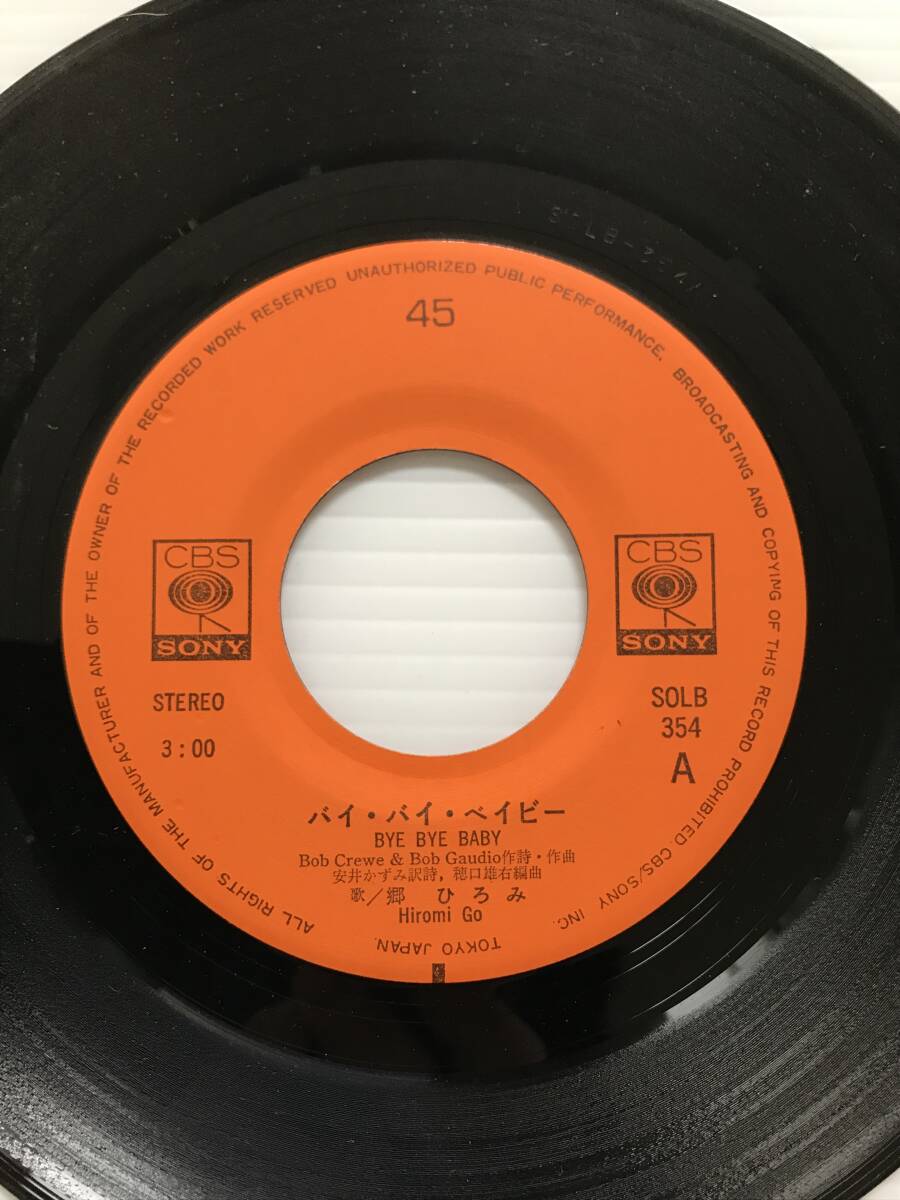 45
CBS
SONY
CBS
SONY
STEREO
3:00
SOLB
354
A
バイ・バイ・ベイビー
BYE BYE BABY
Bob Crewe & Bob Gaudio作詩・作曲
安井かずみ訳詩，穂口雄右編曲
歌／郷 ひろみ
Hiromi Go
ALL RIGHTS OF THE MANUFACTURER AND OF THE OWNER OF THE RECORDED WORK RESERVED UNAUTHORIZED PUBLIC PERFORMANCE, BROADCASTING AND COPYING OF THIS RECORD PROHIBITED CBS/SONY INC.
TOKYO JAPAN.